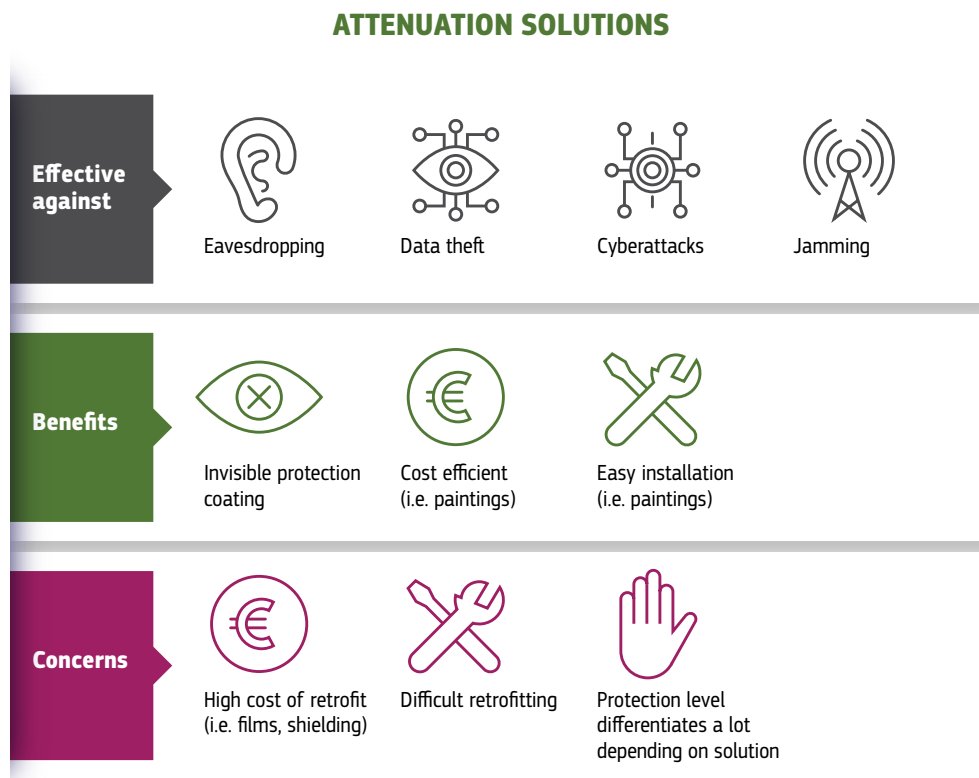 ATTENUATION SOLUTIONS
Effective
against
Eavesdropping
Data theft
Cyberattacks
Jamming
Benefits
Invisible protection
coating
Cost efficient
(i.e. paintings)
Easy installation
(i.e. paintings)
Concerns
High cost of retrofit
(i.e. films, shielding)
Difficult retrofitting
Protection level
differentiates a lot
depending on solution